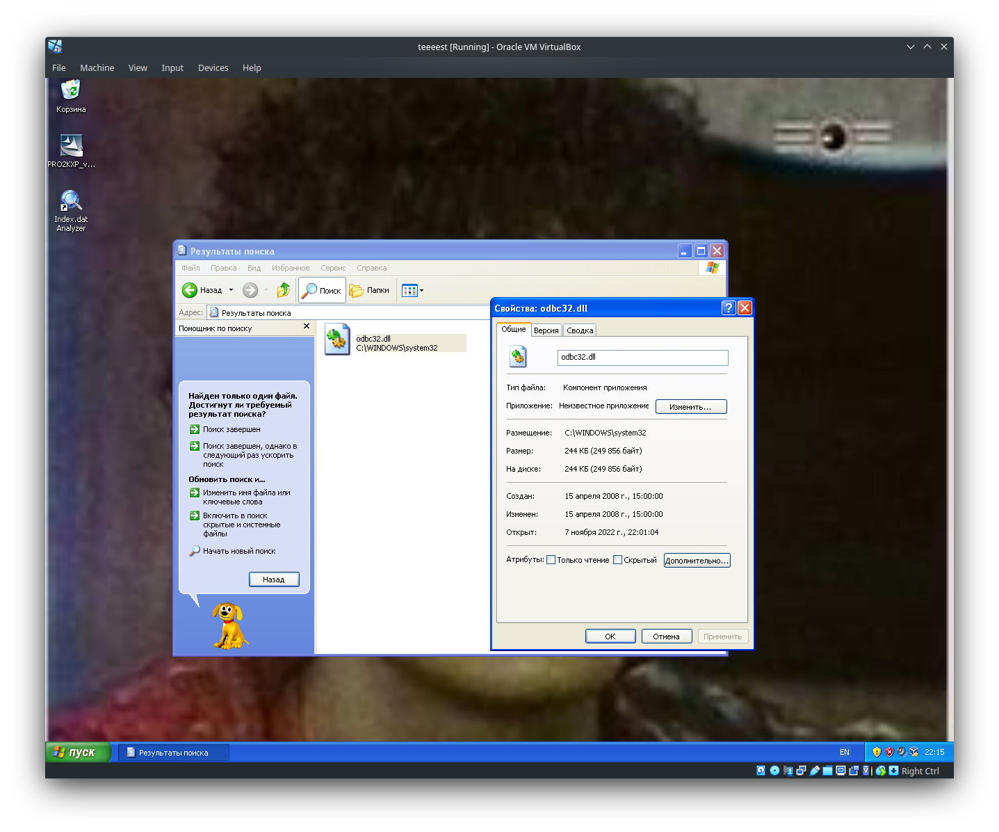 teeeest [Running] - Oracle VM VirtualBox
File Machine View Input Devices Help
Корзина
PRO2KXP_v...
Index.dat
Analyzer
Результаты поиска
Файл Правка Вид Избранное Сервис Справка
Назад Поиск Папки
Адрес: Результаты поиска
Помощник по поиску
odbc32.dll
C:\WINDOWS\system32
Найден только один файл.
Достигнут ли требуемый
результат поиска?
Поиск завершен
Поиск завершен, однако в
следующий раз ускорить
поиск
Обновить поиск и...
Изменить имя файла или
ключевые слова
Включить в поиск
скрытые и системные
файлы
Начать новый поиск
Назад
Свойства: odbc32.dll
Общие Версия Сводка
odbc32.dll
Тип файла: Компонент приложения
Приложение: Неизвестное приложение Изменить...
Размещение: C:\WINDOWS\system32
Размер: 244 КБ (249 856 байт)
На диске: 244 КБ (249 856 байт)
Создан: 15 апреля 2008 г., 15:00:00
Изменен: 15 апреля 2008 г., 15:00:00
Открыт: 7 ноября 2022 г., 22:01:04
Атрибуты: Только чтение Скрытый Дополнительно...
ОК Отмена Применить
пуск Результаты поиска EN 22:15
Right Ctrl